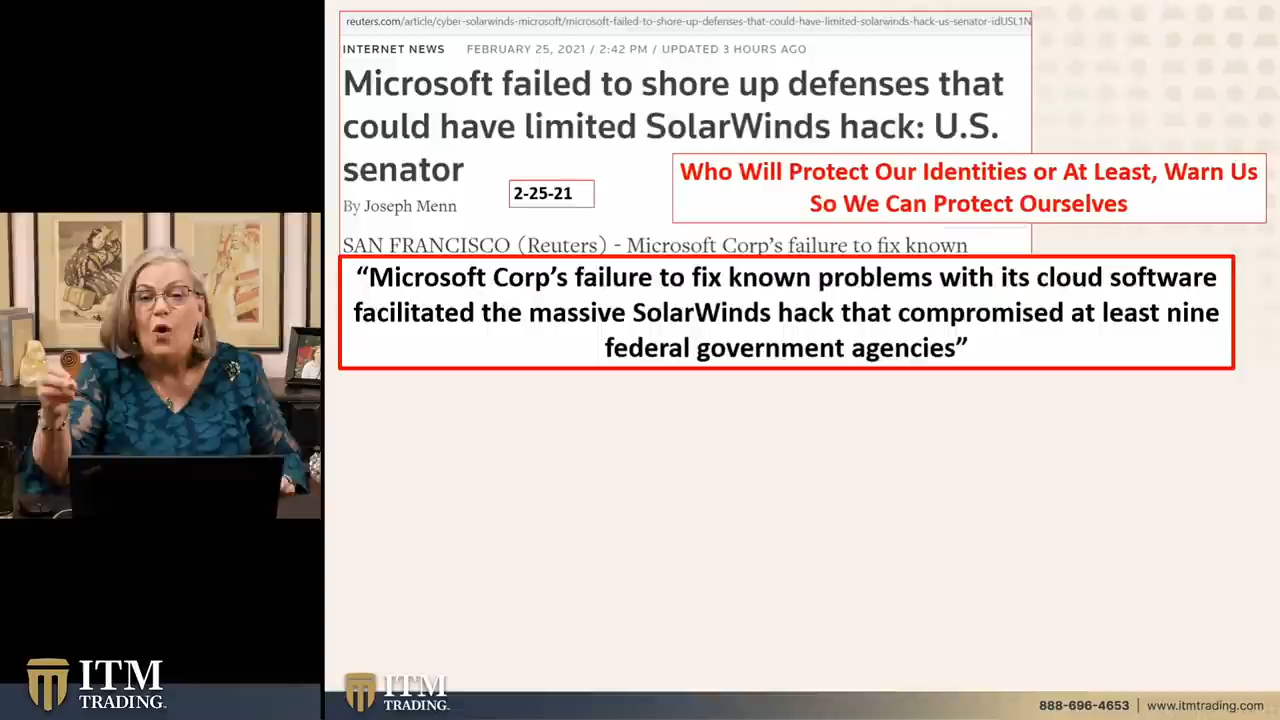 reuters.com/article/cyber-solarwinds-microsoft/microsoft-failed-to-shore-up-defenses-that-could-have-limited-solarwinds-hack-us-senator-idUSL1N
INTERNET NEWS FEBRUARY 25, 2021 / 2:42 PM / UPDATED 3 HOURS AGO
Microsoft failed to shore up defenses that
could have limited SolarWinds hack: U.S.
senator
By Joseph Menn
2-25-21
Who Will Protect Our Identities or At Least, Warn Us
So We Can Protect Ourselves
SAN FRANCISCO (Reuters) - Microsoft Corp’s failure to fix known
“Microsoft Corp’s failure to fix known problems with its cloud software
facilitated the massive SolarWinds hack that compromised at least nine
federal government agencies”
ITM
TRADING.
ITM
TRADING.
888-696-4653 | www.itmtrading.com